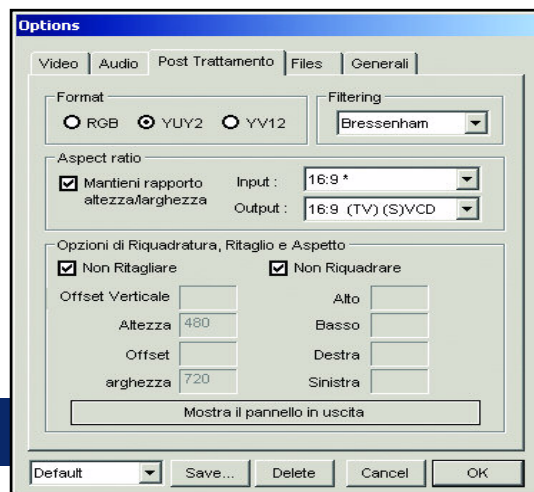 Options
Video Audio Post Trattamento Files Generali
Format Filtering
RGB YUY2 YV12 Bressenham
Aspect ratio
Mantieni rapporto altezza/larghezza
Input : 16:9 *
Output : 16:9 (TV) (S)VCD
Opzioni di Riquadratura, Ritaglio e Aspetto
Non Ritagliare Non Riquadrare
Offset Verticale Alto
Altezza 480 Basso
Offset Destra
arghezza 720 Sinistra
Mostra il pannello in uscita
Default Save... Delete Cancel OK